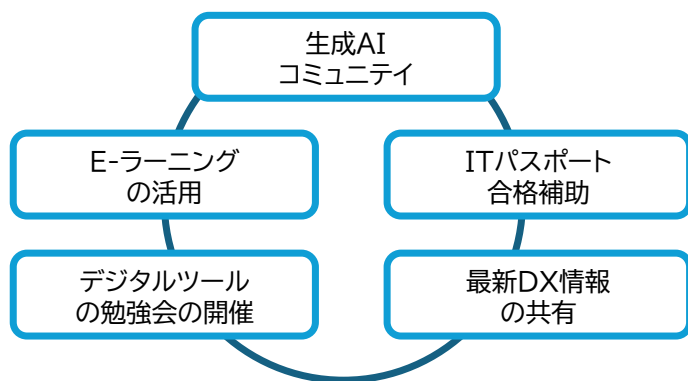 生成AI
コミュニテイ
E-ラーニング
の活用
ITパスポート
合格補助
デジタルツール
の勉強会の開催
最新DX情報
の共有